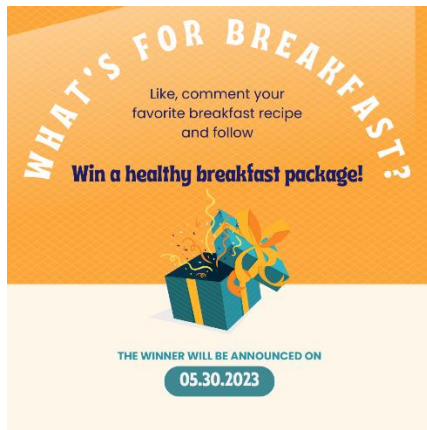 WHAT'S FOR BREAKFAST?
Like, comment your
favorite breakfast recipe
and follow
Win a healthy breakfast package!
THE WINNER WILL BE ANNOUNCED ON
05.30.2023